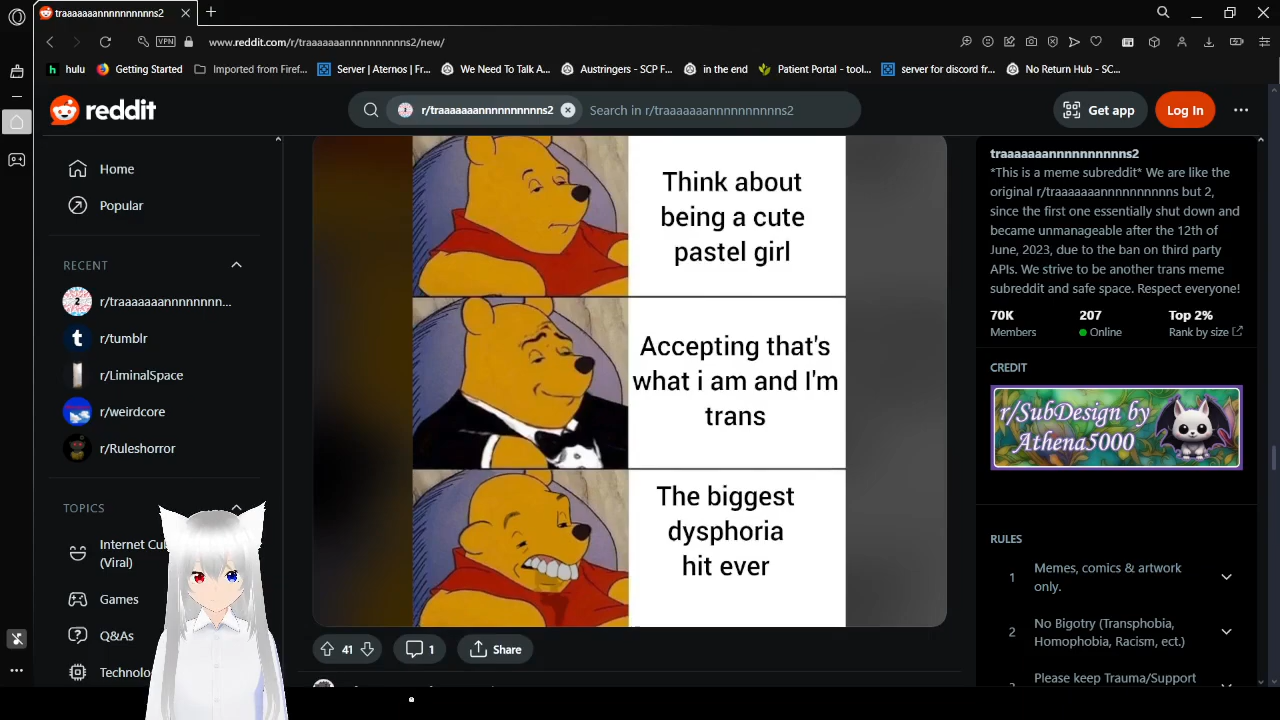 traaaaaaannnnnnnnnns2
VPN
www.reddit.com/r/traaaaaaannnnnnnnnns2/new/
hulu
Getting Started
Imported from Firef...
Server | Aternos | Fr...
We Need To Talk A...
Austringers - SCP F...
in the end
Patient Portal - tool...
server for discord fr...
No Return Hub - SC...
reddit
r/traaaaaaannnnnnnnnns2
Search in r/traaaaaaannnnnnnnnns2
Get app
Log In
Home
Popular
RECENT
r/traaaaaaannnnnnn...
r/tumblr
r/LiminalSpace
r/weirdcore
r/Ruleshorror
TOPICS
Internet Cul
(Viral)
Games
Q&As
Technolo
Think about
being a cute
pastel girl
Accepting that's
what i am and I'm
trans
The biggest
dysphoria
hit ever
41
1
Share
traaaaaaannnnnnnnnns2
*This is a meme subreddit* We are like the
original r/traaaaaaannnnnnnnnns but 2,
since the first one essentially shut down and
became unmanageable after the 12th of
June, 2023, due to the ban on third party
APIs. We strive to be another trans meme
subreddit and safe space. Respect everyone!
70K
Members
207
Online
Top 2%
Rank by size
CREDIT
r/SubDesign by
Athena5000
RULES
1
Memes, comics & artwork
only.
2
No Bigotry (Transphobia,
Homophobia, Racism, ect.)
Please keep Trauma/Support